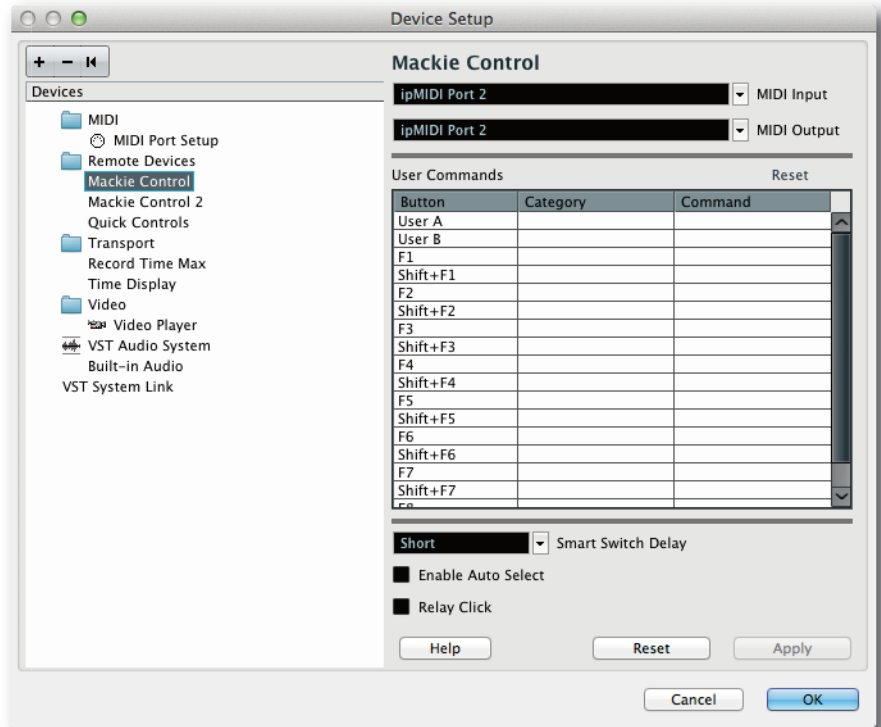 Device Setup
+ −
Devices
MIDI
MIDI Port Setup
Remote Devices
Mackie Control
Mackie Control 2
Quick Controls
Transport
Record Time Max
Time Display
Video
Video Player
VST Audio System
Built-in Audio
VST System Link
Mackie Control
ipMIDI Port 2 MIDI Input
ipMIDI Port 2 MIDI Output
User Commands Reset
Button Category Command
User A
User B
F1
Shift+F1
F2
Shift+F2
F3
Shift+F3
F4
Shift+F4
F5
Shift+F5
F6
Shift+F6
F7
Shift+F7
F8
Short Smart Switch Delay
Enable Auto Select
Relay Click
Help Reset Apply
Cancel OK